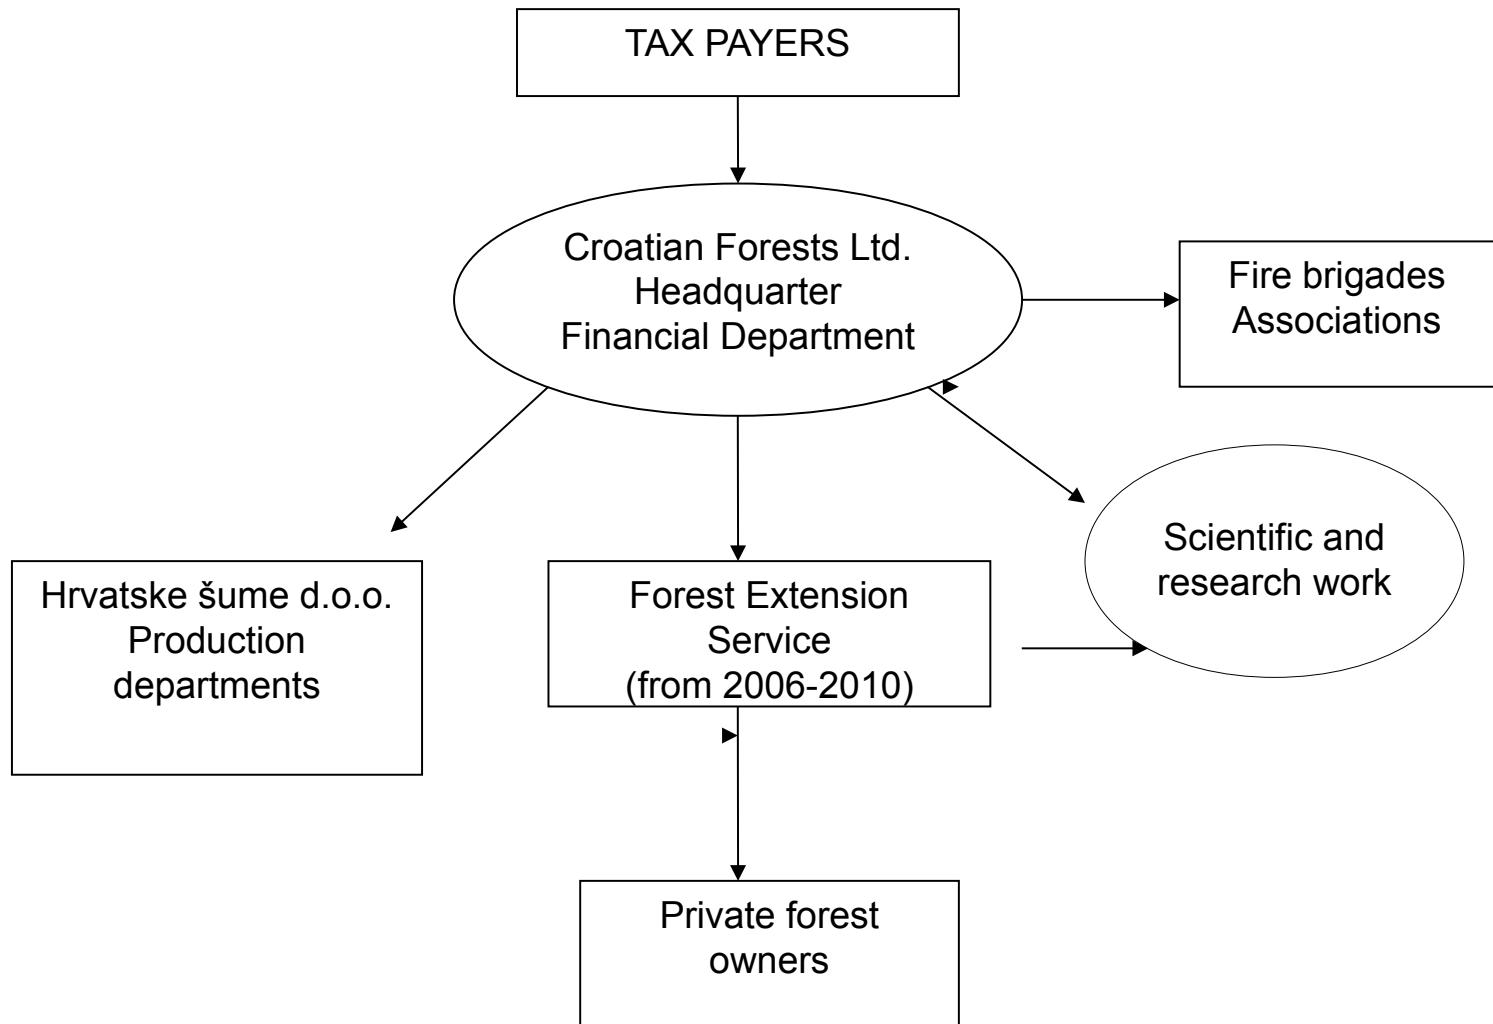 TAX PAYERS
Croatian Forests Ltd.
Headquarter
Financial Department
Fire brigades
Associations
Scientific and
research work
Hrvatske šume d.o.o.
Production
departments
Forest Extension
Service
(from 2006-2010)
Private forest
owners